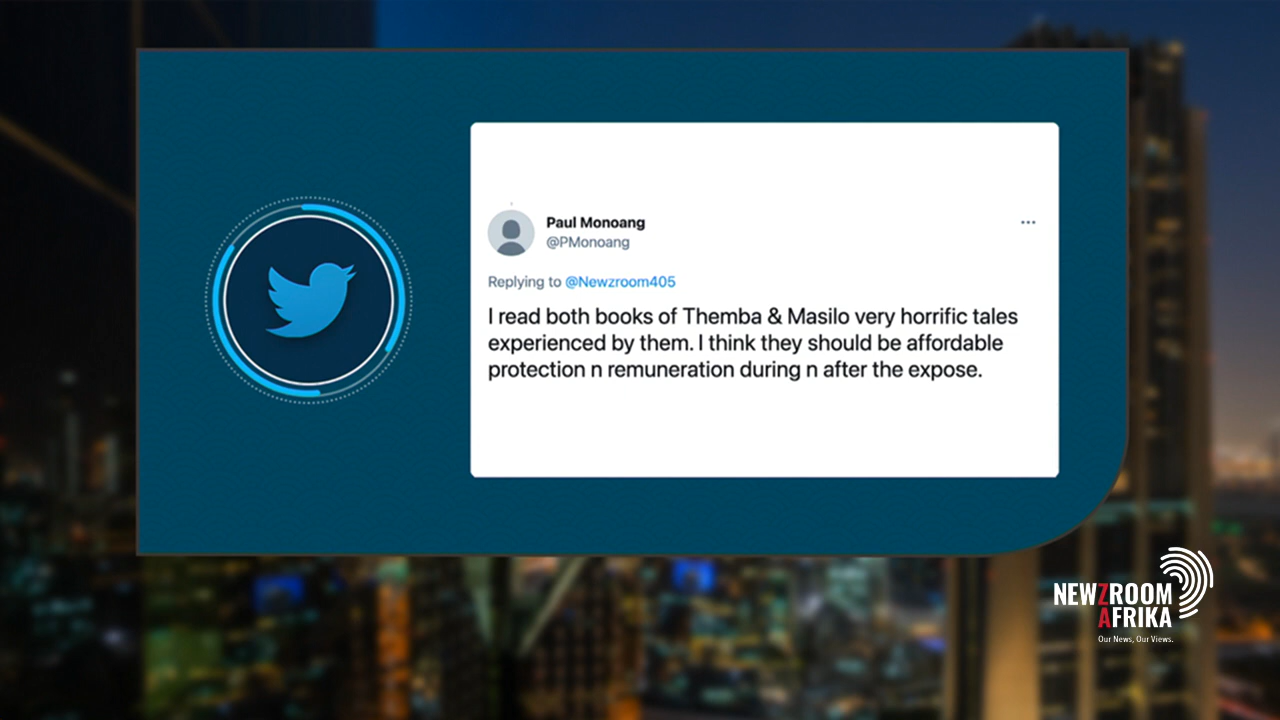 Paul Monoang
@PMonoang
Replying to @Newzroom405
I read both books of Themba & Masilo very horrific tales
experienced by them. I think they should be affordable
protection n remuneration during n after the expose.
NEWZROOM
AFRIKA
Our News, Our Views.